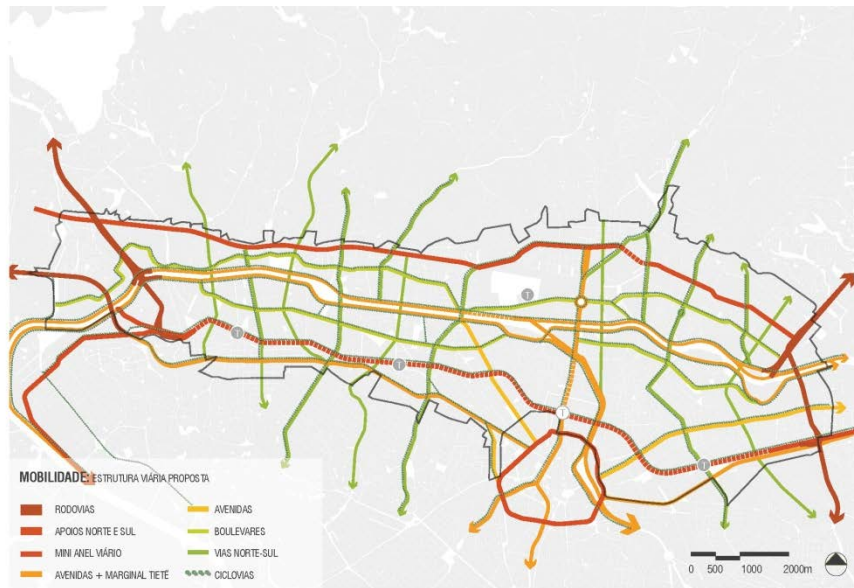 T
T
T
T
T
MOBILIDADE: ESTRUTURA VIÁRIA PROPOSTA
RODOVIAS
APOIOS NORTE E SUL
MINI ANEL VIÁRIO
AVENIDAS + MARGINAL TIETÊ
AVENIDAS
BOULEVARES
VIAS NORTE-SUL
CICLOVIAS
0 500 1000 2000m